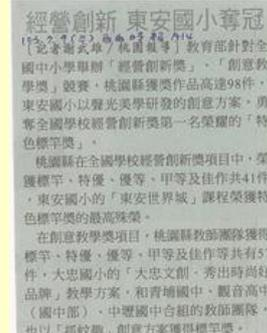 經營創新 東安國小奪冠
〔記者謝武雄／桃園報導〕教育部針對全
國中小學舉辦「經營創新獎」、「創意教
學獎」競賽，桃園縣獲獎作品高達98件，
東安國小以聲光美學研發的創意方案，勇
奪全國學校經營創新獎第一名榮耀的「特
色標竿獎」。
桃園縣在全國學校經營創新獎項目中，榮
獲標竿、特優、優等、甲等及佳作共41件
，東安國小的「東安世界城」課程榮獲特
色標竿獎的最高殊榮。
在創意教學獎項目，桃園縣教師團隊獲得
標竿、特優、優等、甲等及佳作共有57
件，大忠國小的「大忠文創，秀出時尚好
品牌」教學方案，和青埔國中、觀音高中
（國中部）、中壢國中合組的教師團隊，